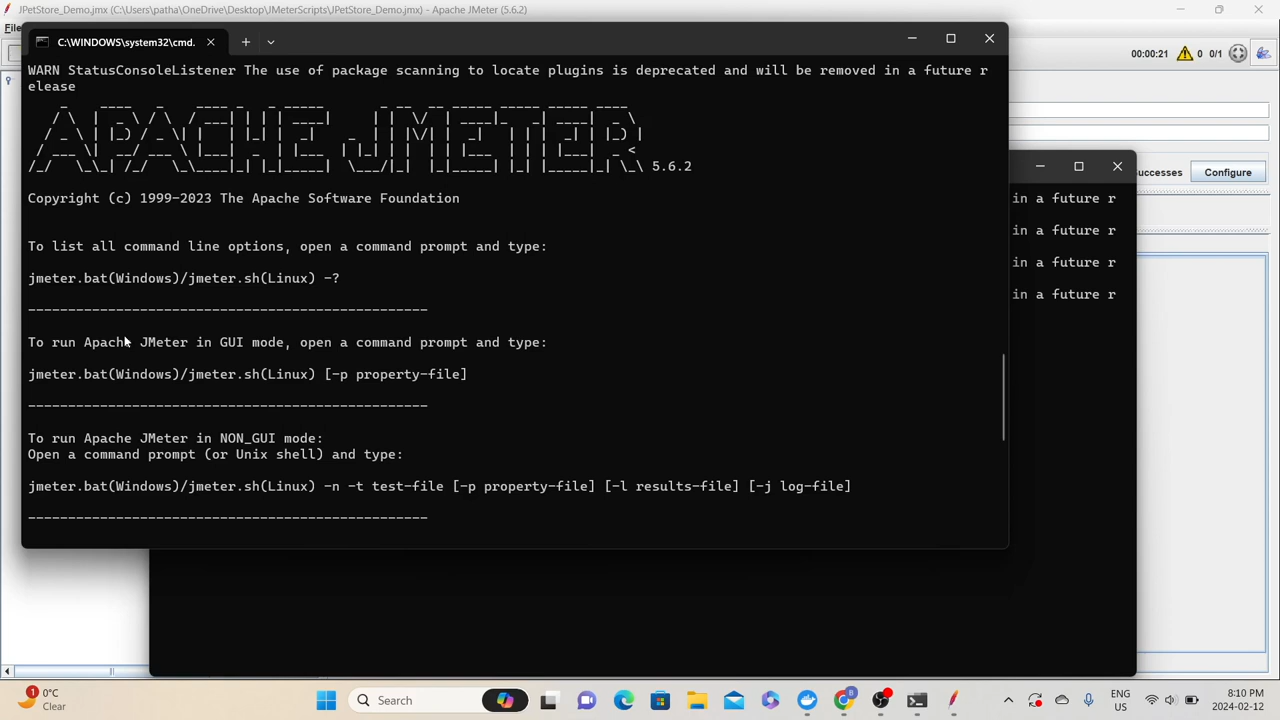 JPetStore_Demo.jmx (C:\Users\patha\OneDrive\Desktop\JMeterScripts\JPetStore_Demo.jmx) - Apache JMeter (5.6.2)
File
C:\WINDOWS\system32\cmd.
00:00:21 0 0/1
WARN StatusConsoleListener The use of package scanning to locate plugins is deprecated and will be removed in a future r
elease
APACHE JMETER 5.6.2
Copyright (c) 1999-2023 The Apache Software Foundation
To list all command line options, open a command prompt and type:
jmeter.bat(Windows)/jmeter.sh(Linux) -?
--------------------------------------------------
To run Apache JMeter in GUI mode, open a command prompt and type:
jmeter.bat(Windows)/jmeter.sh(Linux) [-p property-file]
--------------------------------------------------
To run Apache JMeter in NON_GUI mode:
Open a command prompt (or Unix shell) and type:
jmeter.bat(Windows)/jmeter.sh(Linux) -n -t test-file [-p property-file] [-l results-file] [-j log-file]
--------------------------------------------------
uccesses Configure
in a future r
in a future r
in a future r
in a future r
1 0°C
Clear
Search
ENG
US
8:10 PM
2024-02-12